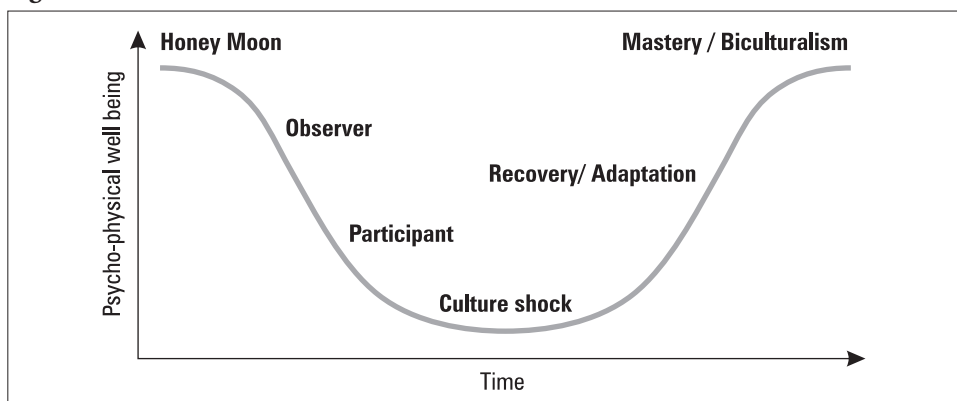 Honey Moon
Mastery / Biculturalism
Observer
Recovery/ Adaptation
Participant
Culture shock
Psycho-physical well being
Time